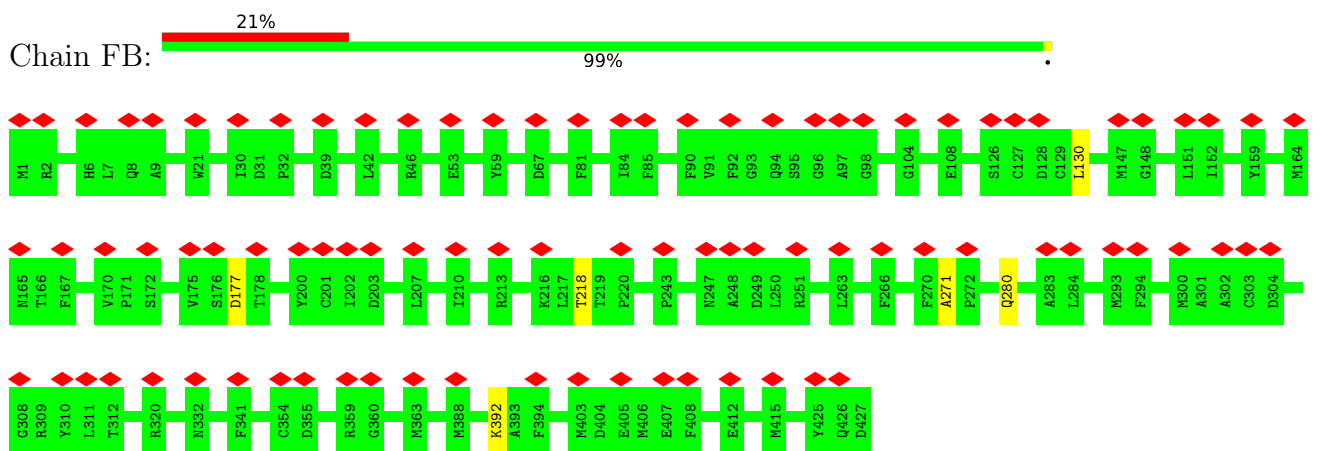 21%
Chain FB:
99%
.
M1 R2 H6 L7 Q8 A9 W21 I30 D31 P32 D39 L42 R46 E53 Y59 D67 F81 I84 F85 F90 V91 F92 G93 Q94 S95 G96 A97 G98 G104 E108 S126 C127 D128 C129 L130 M147 G148 L151 I152 Y159 M164
N165 T166 F167 V170 P171 S172 V175 S176 D177 T178 Y200 C201 I202 D203 L207 I210 R213 K216 L217 T218 T219 P220 P243 N247 A248 D249 L250 R251 L263 F266 F270 A271 P272 Q280 A283 L284 M293 F294 M300 A301 A302 C303 D304
G308 R309 Y310 L311 T312 R320 N332 F341 C354 D355 R359 G360 M363 M388 K392 A393 F394 M403 D404 E405 M406 E407 F408 E412 M415 Y425 Q426 D427